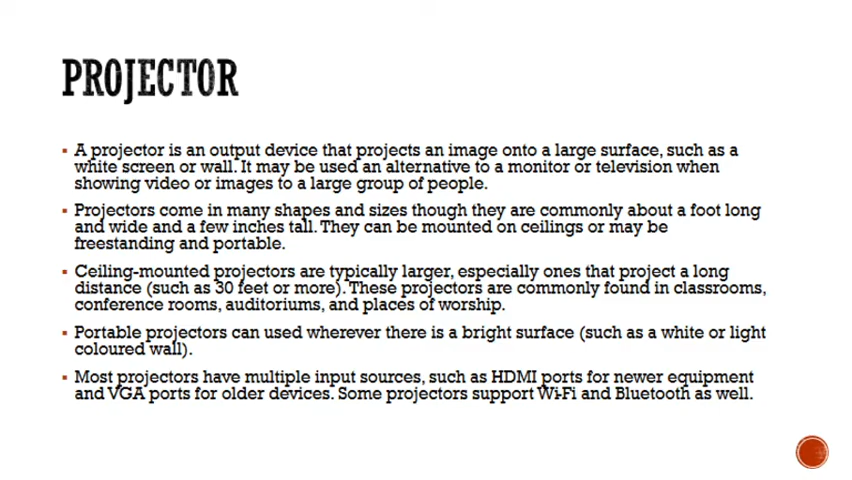 PROJECTOR
▪ A projector is an output device that projects an image onto a large surface, such as a
white screen or wall. It may be used an alternative to a monitor or television when
showing video or images to a large group of people.
▪ Projectors come in many shapes and sizes though they are commonly about a foot long
and wide and a few inches tall. They can be mounted on ceilings or may be
freestanding and portable.
▪ Ceiling-mounted projectors are typically larger, especially ones that project a long
distance (such as 30 feet or more). These projectors are commonly found in classrooms,
conference rooms, auditoriums, and places of worship.
▪ Portable projectors can used wherever there is a bright surface (such as a white or light
coloured wall).
▪ Most projectors have multiple input sources, such as HDMI ports for newer equipment
and VGA ports for older devices. Some projectors support Wi-Fi and Bluetooth as well.